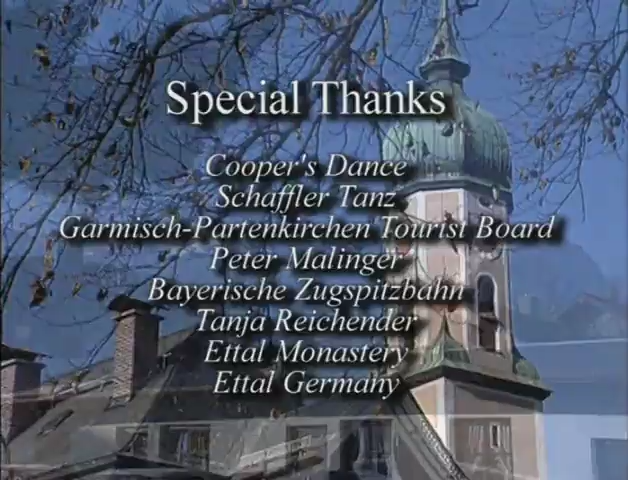 Special Thanks
Cooper's Dance
Schaffler Tanz
Garmisch-Partenkirchen Tourist Board
Peter Malinger
Bayerische Zugspitzbahn
Tanja Reichender
Ettal Monastery
Ettal Germany